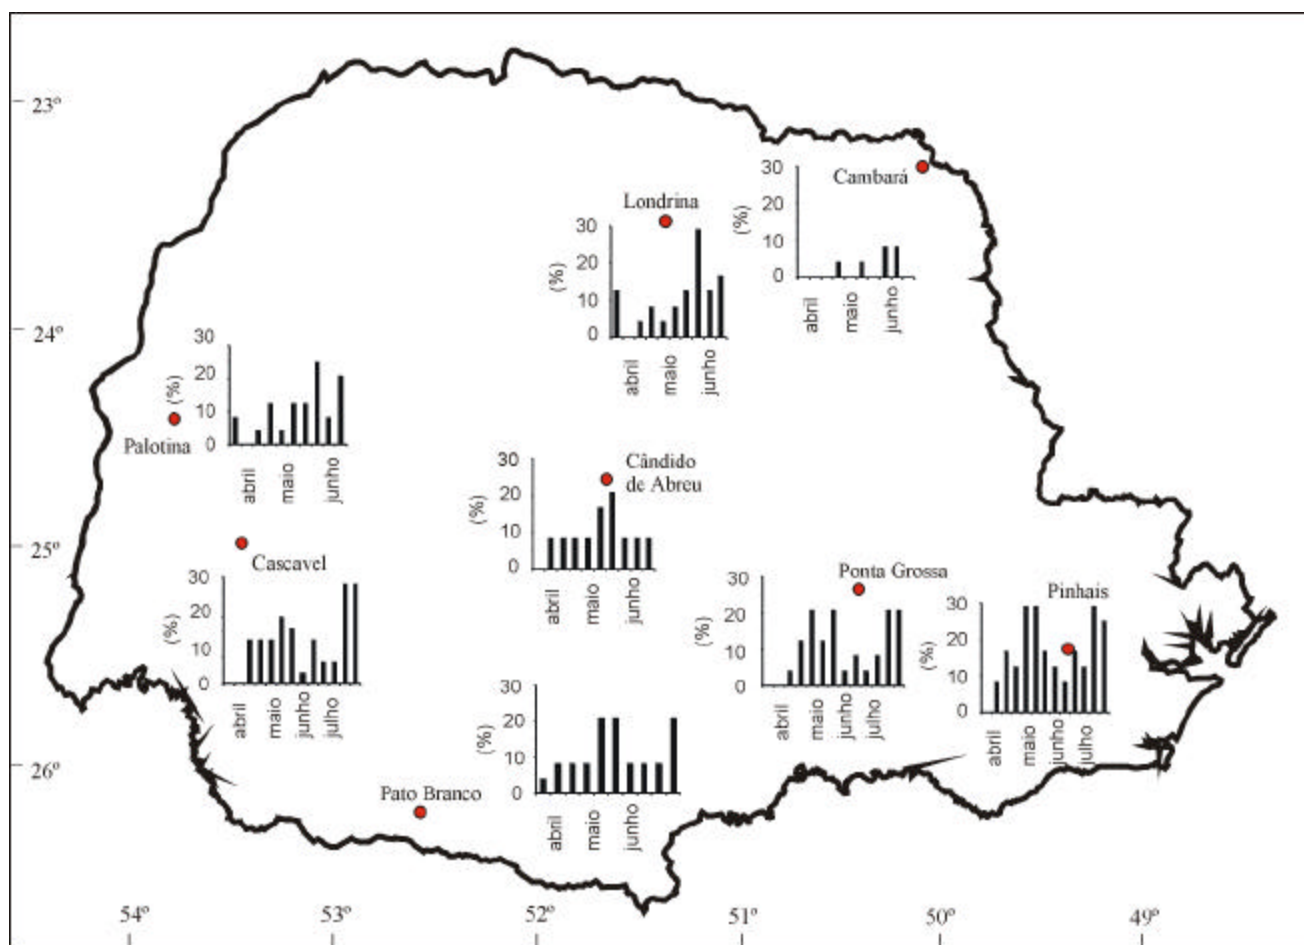 23º
24º
25º
26º
54º
53º
52º
51º
50º
49º
Cambará
30
20
10
0
(%)
abril
maio
junho
Londrina
30
20
10
0
(%)
abril
maio
junho
Palotina
30
20
10
0
(%)
abril
maio
junho
Cândido
de Abreu
30
20
10
0
(%)
abril
maio
junho
Cascavel
30
20
10
0
(%)
abril
maio
junho
julho
Ponta Grossa
30
20
10
0
(%)
abril
maio
junho
julho
Pinhais
30
20
10
0
(%)
abril
maio
junho
julho
Pato Branco
30
20
10
0
(%)
abril
maio
junho